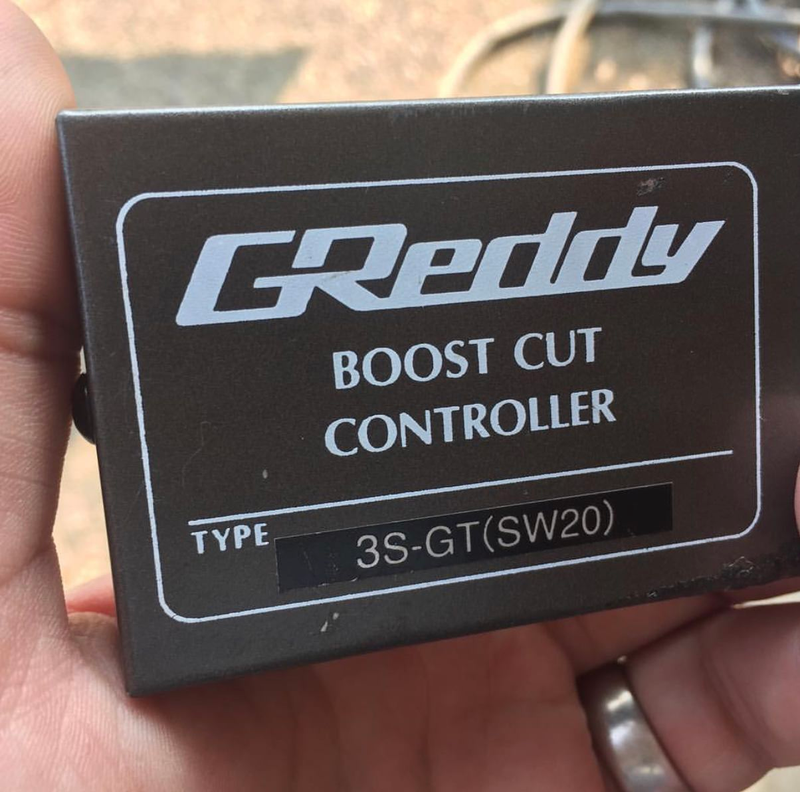 GReddy
BOOST CUT
CONTROLLER
TYPE 3S-GT(SW20)